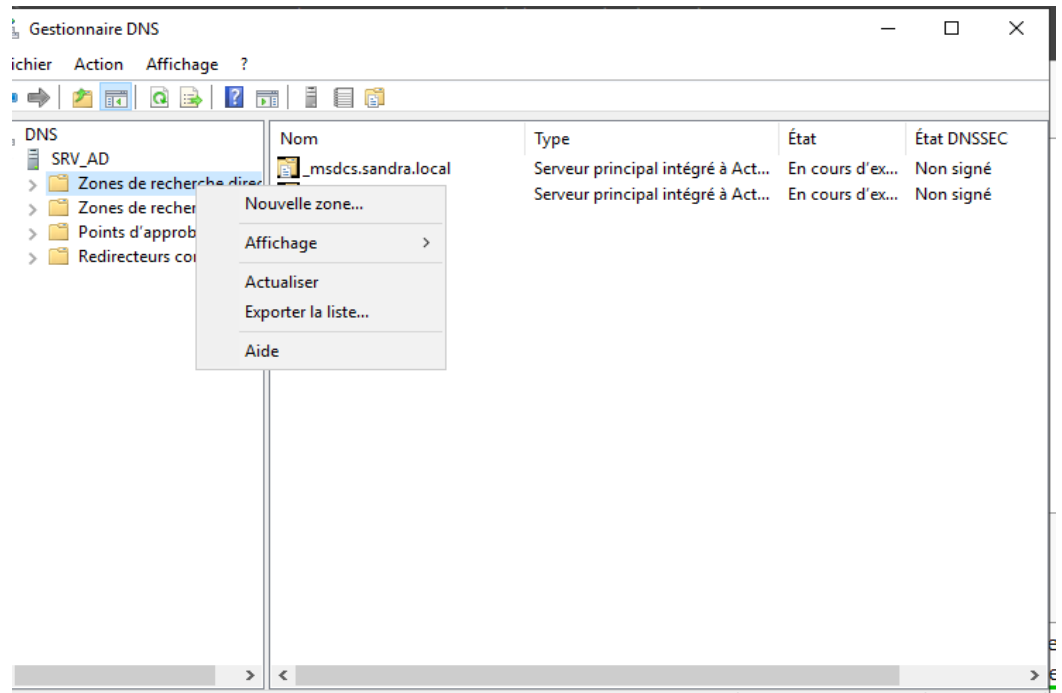 Gestionnaire DNS
ichier Action Affichage ?
DNS
SRV_AD
Zones de recherche direc
Zones de recher
Points d'approb
Redirecteurs co
Nouvelle zone...
Affichage
Actualiser
Exporter la liste...
Aide
Nom Type État État DNSSEC
_msdcs.sandra.local Serveur principal intégré à Act... En cours d'ex... Non signé
Serveur principal intégré à Act... En cours d'ex... Non signé